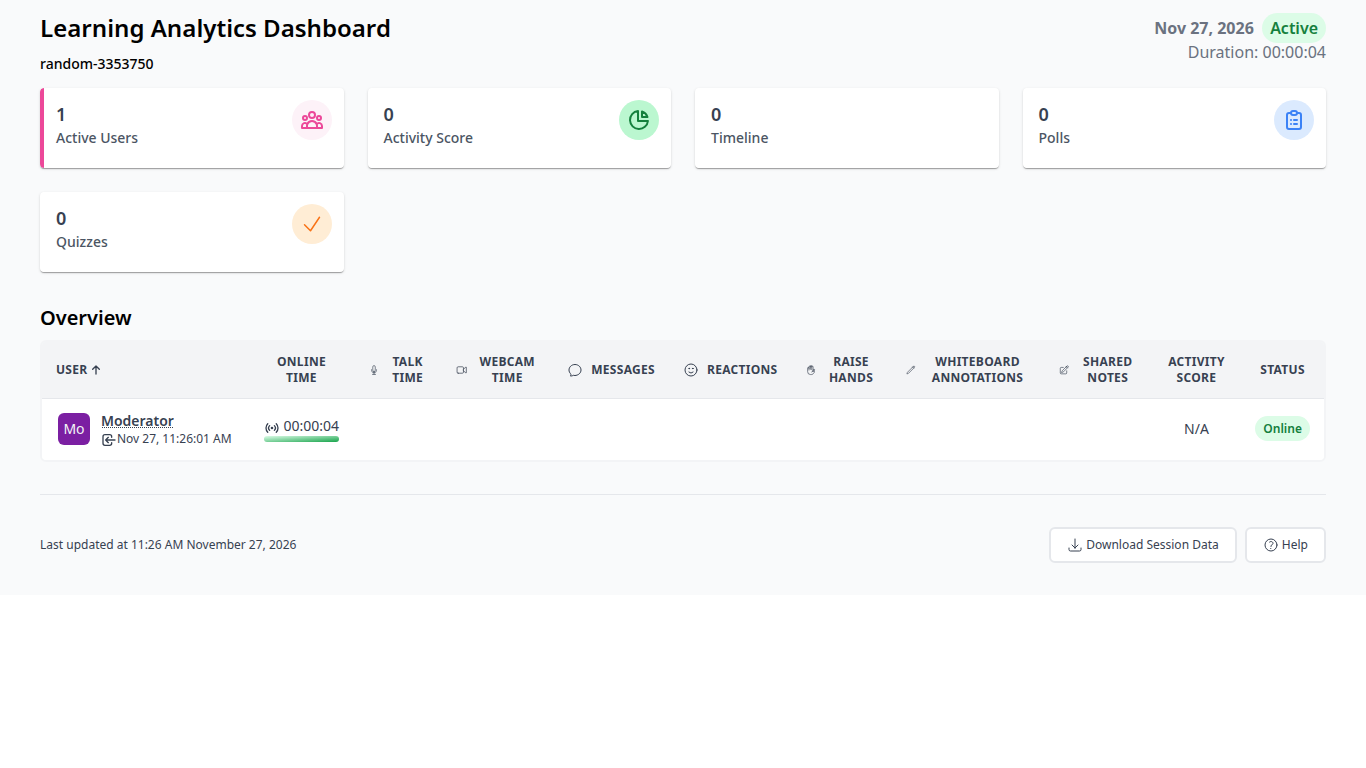 Learning Analytics Dashboard
Nov 27, 2026 Active
Duration: 00:00:04
random-3353750
1
Active Users
0
Activity Score
0
Timeline
0
Polls
0
Quizzes
Overview
USER
ONLINE TIME
TALK TIME
WEBCAM TIME
MESSAGES
REACTIONS
RAISE HANDS
WHITEBOARD ANNOTATIONS
SHARED NOTES
ACTIVITY SCORE
STATUS
Mo
Moderator
Nov 27, 11:26:01 AM
00:00:04
N/A
Online
Last updated at 11:26 AM November 27, 2026
Download Session Data
Help